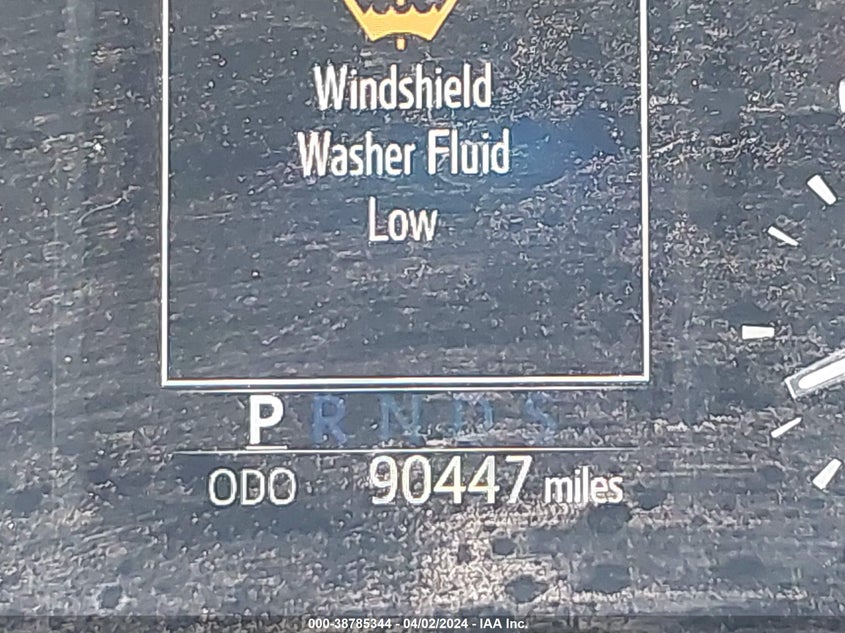 Windshield
Washer Fluid
Low
P R N D S
ODO 90447 miles
000-38785344 - 04/02/2024 - IAA Inc.